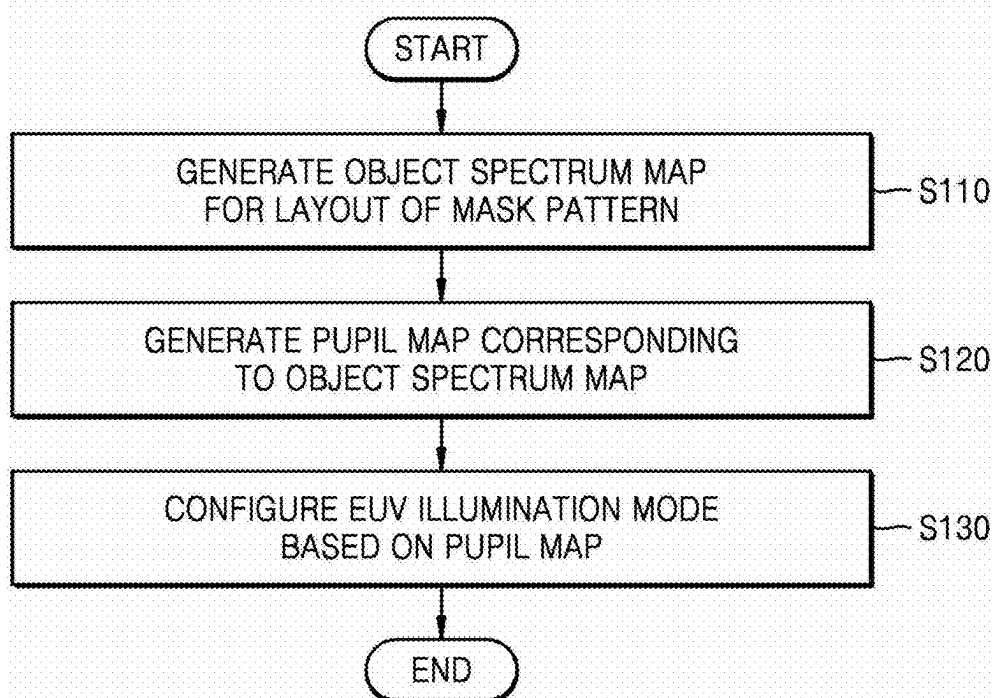 START
GENERATE OBJECT SPECTRUM MAP
FOR LAYOUT OF MASK PATTERN
S110
GENERATE PUPIL MAP CORRESPONDING
TO OBJECT SPECTRUM MAP
S120
CONFIGURE EUV ILLUMINATION MODE
BASED ON PUPIL MAP
S130
END